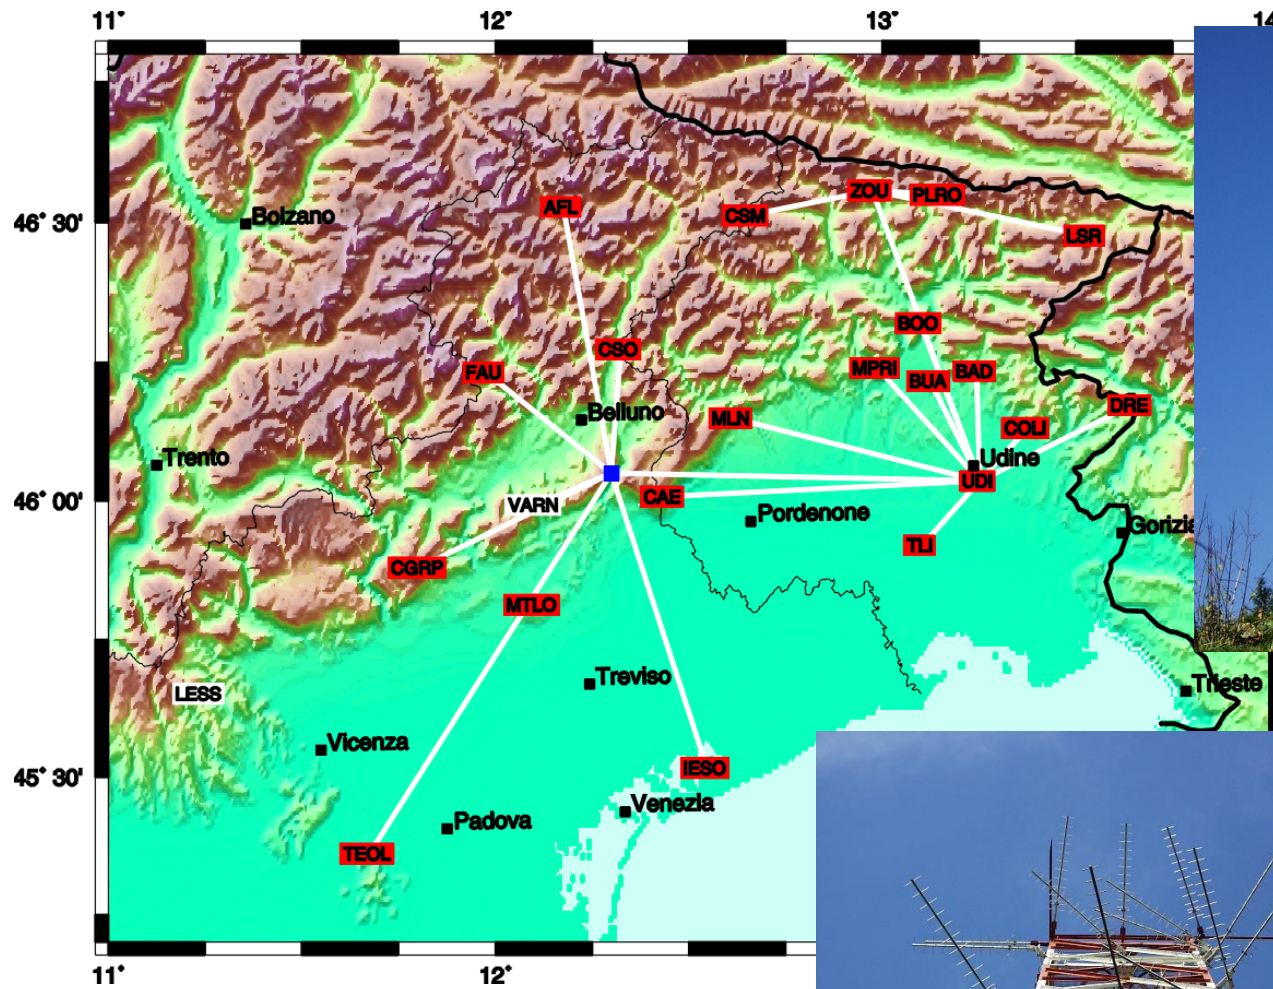 11° 12° 13° 14
46° 30'
46° 00'
45° 30'
11° 12°
AFL
CSM
ZOU
PLRO
LSR
Bolzano
BOO
CSO
FAU
MPRI
BUA
BAD
Belluno
MLN
COLI
DRE
Trento
Udine
UDI
VARN
CAE
Pordenone
Gorizia
TLI
CGRP
MTLO
Treviso
LESS
Trieste
Vicenza
IESO
Venezia
Padova
TEOL